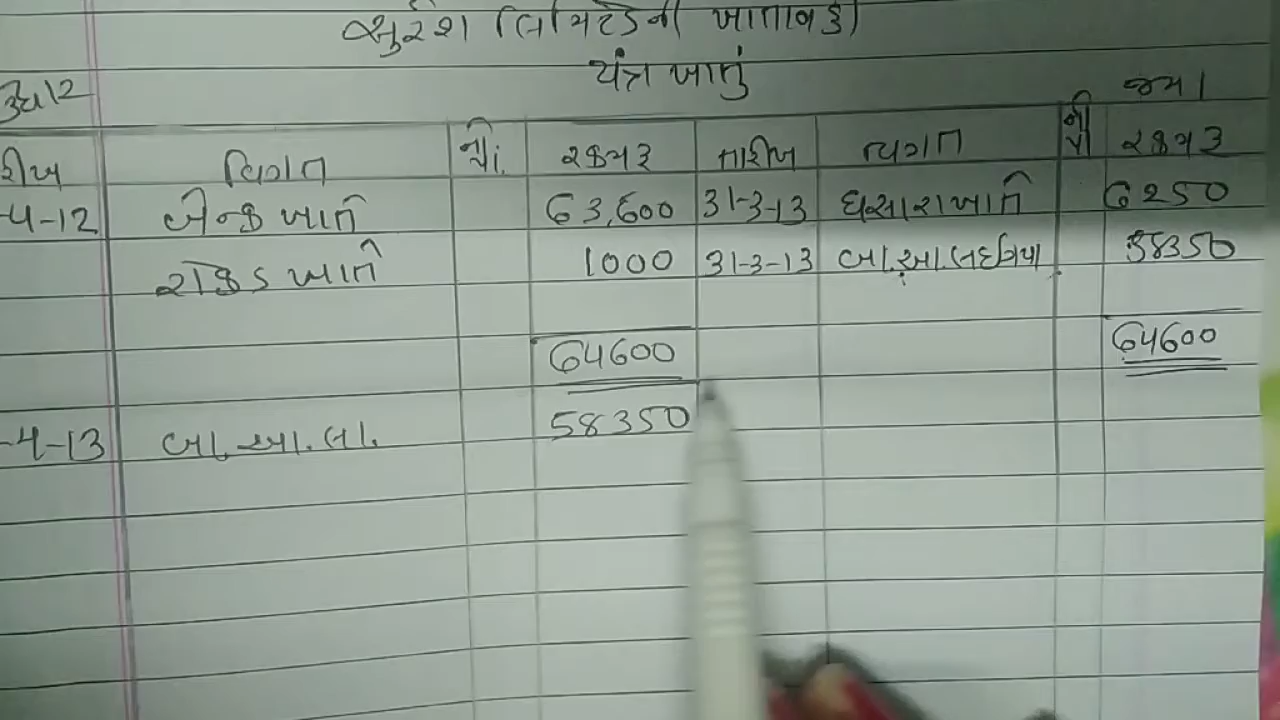 સુરેશ લિમિટેડની ખાતાવહી
યંત્ર ખાતું
ઉધાર જમા
રીખ વિગત ખા.પા. રકમ રૂ તારીખ વિગત ખા.પા. રકમ રૂ
-4-12 બેન્ક ખાતે 63,600 31-3-13 ઘસારા ખાતે 6250
રોકડ ખાતે 1000 31-3-13 બા.આ.લઇ ગયા 58350
64600 64600
-4-13 બા.આ.લા. 58350